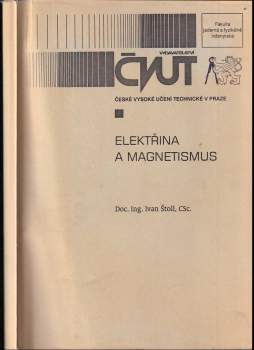 VYDAVATELSTVÍ
ČVUT
Fakulta
jaderná a fyzikálně
inženýrská
ČESKÉ VYSOKÉ UČENÍ TECHNICKÉ V PRAZE
ELEKTŘINA
A MAGNETISMUS
Doc. Ing. Ivan Štoll, CSc.